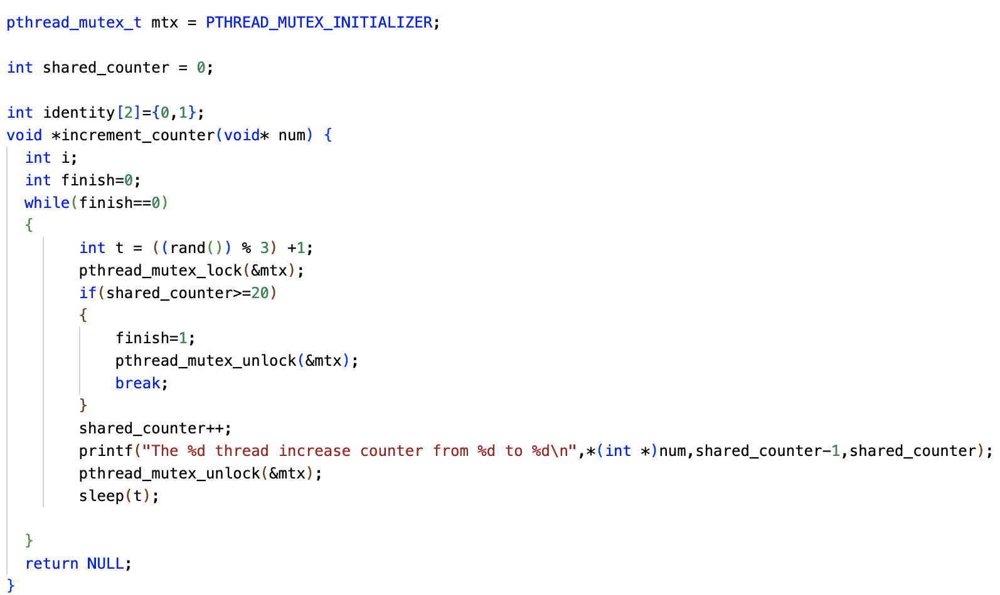 pthread_mutex_t mtx = PTHREAD_MUTEX_INITIALIZER;
int shared_counter = 0;
int identity[2]={0,1};
void *increment_counter(void* num) {
int i;
int finish=0;
while(finish==0)
{
int t = ((rand()) % 3) +1;
pthread_mutex_lock(&mtx);
if(shared_counter>=20)
{
finish=1;
pthread_mutex_unlock(&mtx);
break;
}
shared_counter++;
printf("The %d thread increase counter from %d to %d\n",*(int *)num,shared_counter-1,shared_counter);
pthread_mutex_unlock(&mtx);
sleep(t);
}
return NULL;
}